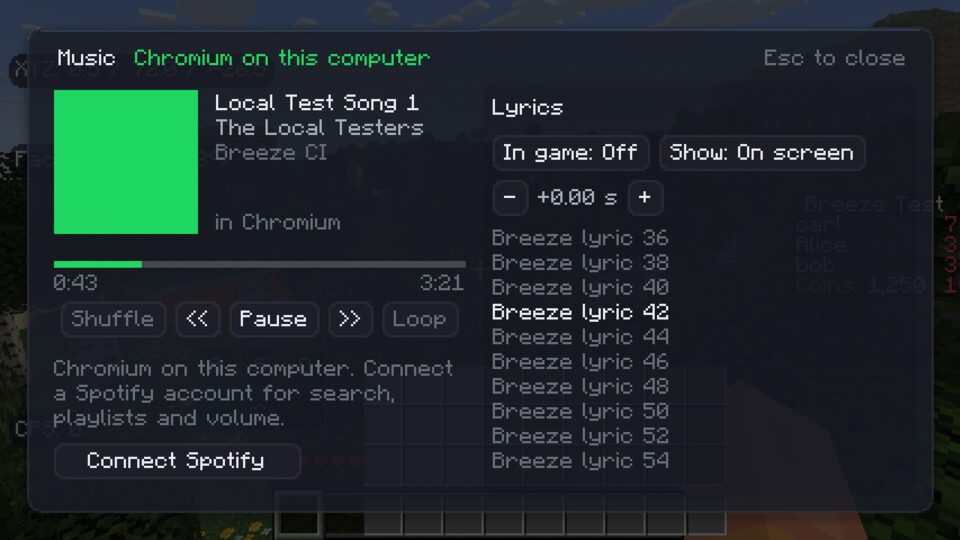 Music Chromium on this computer
Esc to close
Local Test Song 1
The Local Testers
Breeze CI
in Chromium
0:43
3:21
Shuffle
<<
Pause
>>
Loop
Chromium on this computer. Connect
a Spotify account for search,
playlists and volume.
Connect Spotify
Lyrics
In game: Off
Show: On screen
-
+0.00 s
+
Breeze lyric 36
Breeze lyric 38
Breeze lyric 40
Breeze lyric 42
Breeze lyric 44
Breeze lyric 46
Breeze lyric 48
Breeze lyric 50
Breeze lyric 52
Breeze lyric 54
Breeze Test
carl 7
Alice 3
bob 3
Coins: 1,250 1